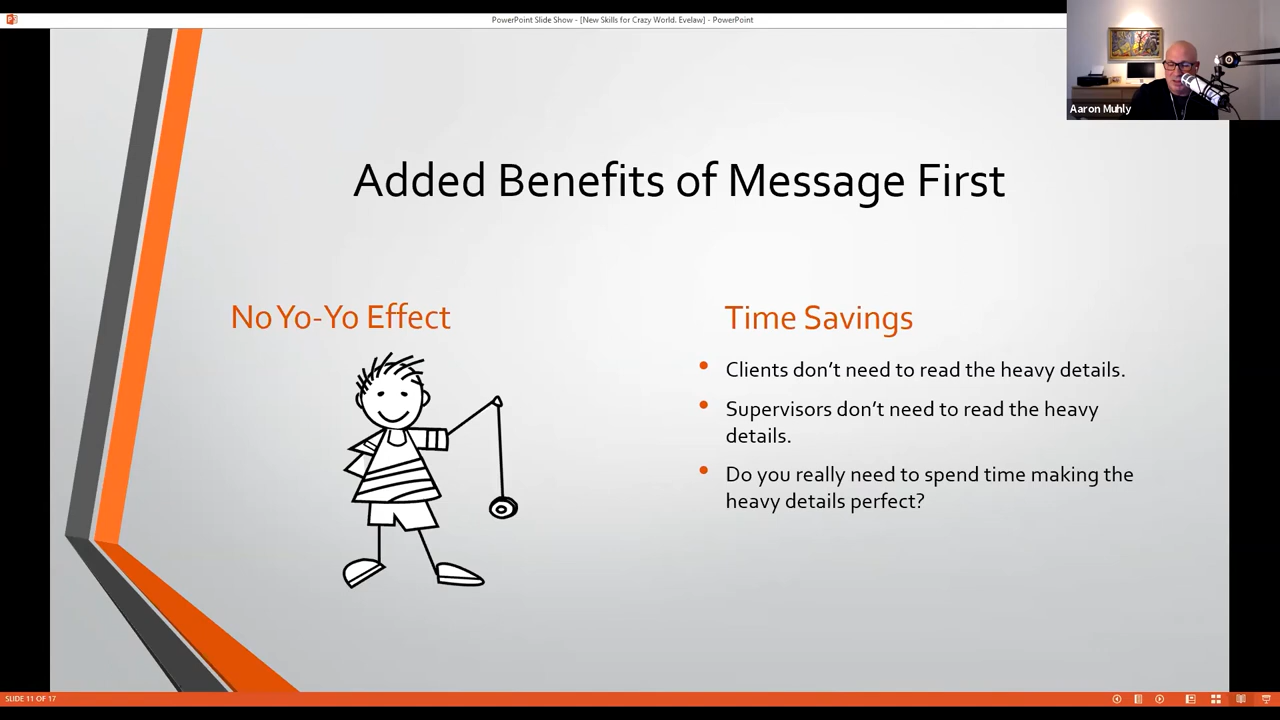 PowerPoint Slide Show - [New Skills for Crazy World. Evelaw] - PowerPoint
Aaron Muhly
Added Benefits of Message First
No Yo-Yo Effect
Time Savings
• Clients don't need to read the heavy details.
• Supervisors don't need to read the heavy
details.
• Do you really need to spend time making the
heavy details perfect?
SLIDE 11 OF 17